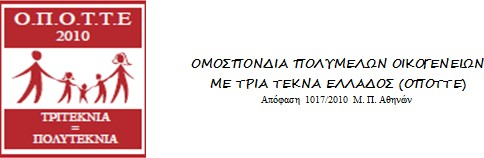 Ο.Π.Ο.Τ.Τ.Ε
2010
ΤΡΙΤΕΚΝΙΑ
=
ΠΟΛΥΤΕΚΝΙΑ
ΟΜΟΣΠΟΝΔΙΑ ΠΟΛΥΜΕΛΩΝ ΟΙΚΟΓΕΝΕΙΩΝ
ΜΕ ΤΡΙΑ ΤΕΚΝΑ ΕΛΛΑΔΟΣ (ΟΠΟΤΤΕ)
Απόφαση 1017/2010 Μ. Π. Αθηνών